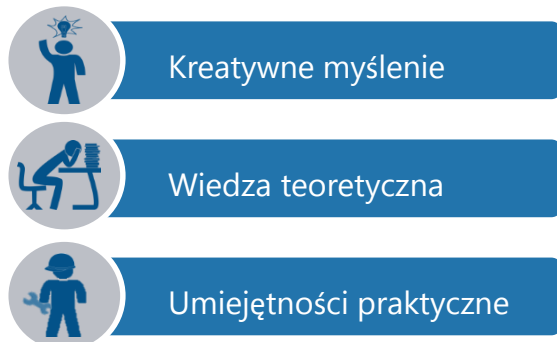 Kreatywne myślenie
Wiedza teoretyczna
Umiejętności praktyczne